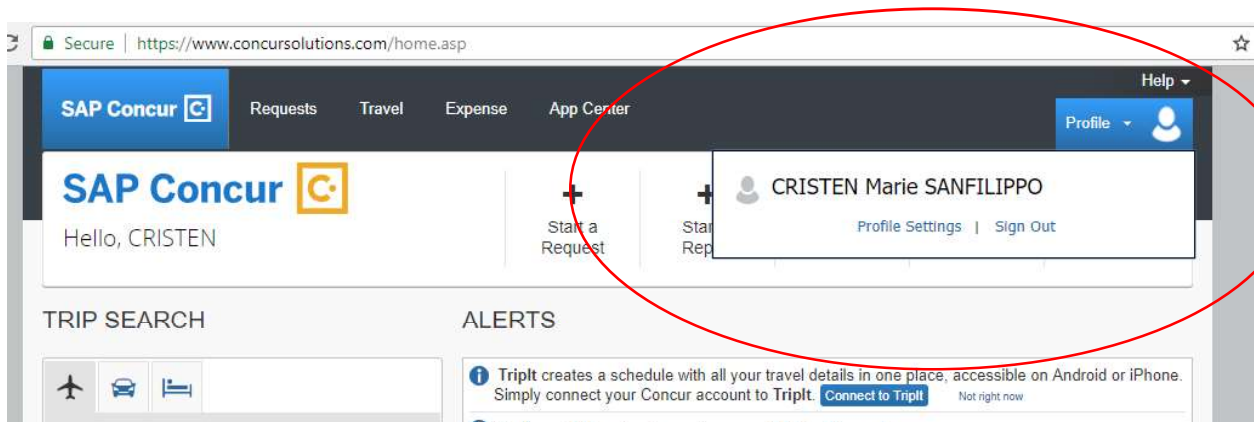 Secure | https://www.concursolutions.com/home.asp
Help
SAP Concur C Requests Travel Expense App Center Profile
SAP Concur C
Hello, CRISTEN
+ Start a Request
+
CRISTEN Marie SANFILIPPO
Profile Settings | Sign Out
TRIP SEARCH
ALERTS
TripIt creates a schedule with all your travel details in one place, accessible on Android or iPhone.
Simply connect your Concur account to TripIt. Connect to TripIt Not right now